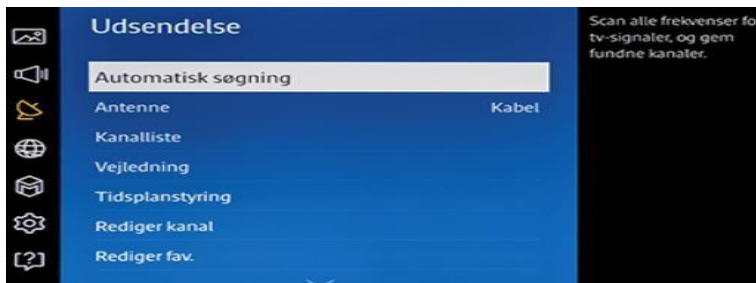 Udsendelse
Automatisk søgning
Antenne Kabel
Kanalliste
Vejledning
Tidsplanstyring
Rediger kanal
Rediger fav.
Scan alle frekvenser fo
tv-signaler, og gem
fundne kanaler.